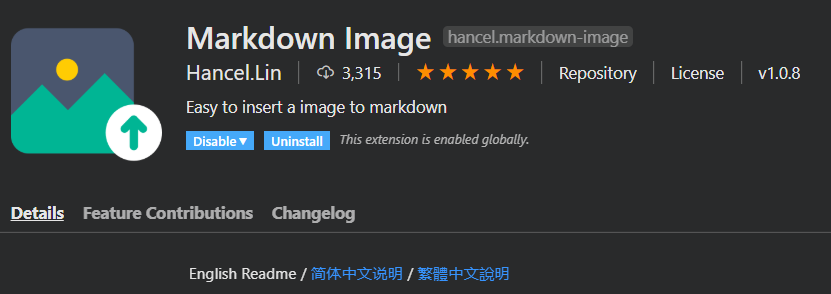 Markdown Image hancel.markdown-image
Hancel.Lin 3,315 Repository License v1.0.8
Easy to insert a image to markdown
Disable Uninstall This extension is enabled globally.
Details Feature Contributions Changelog
English Readme / 简体中文说明 / 繁體中文說明